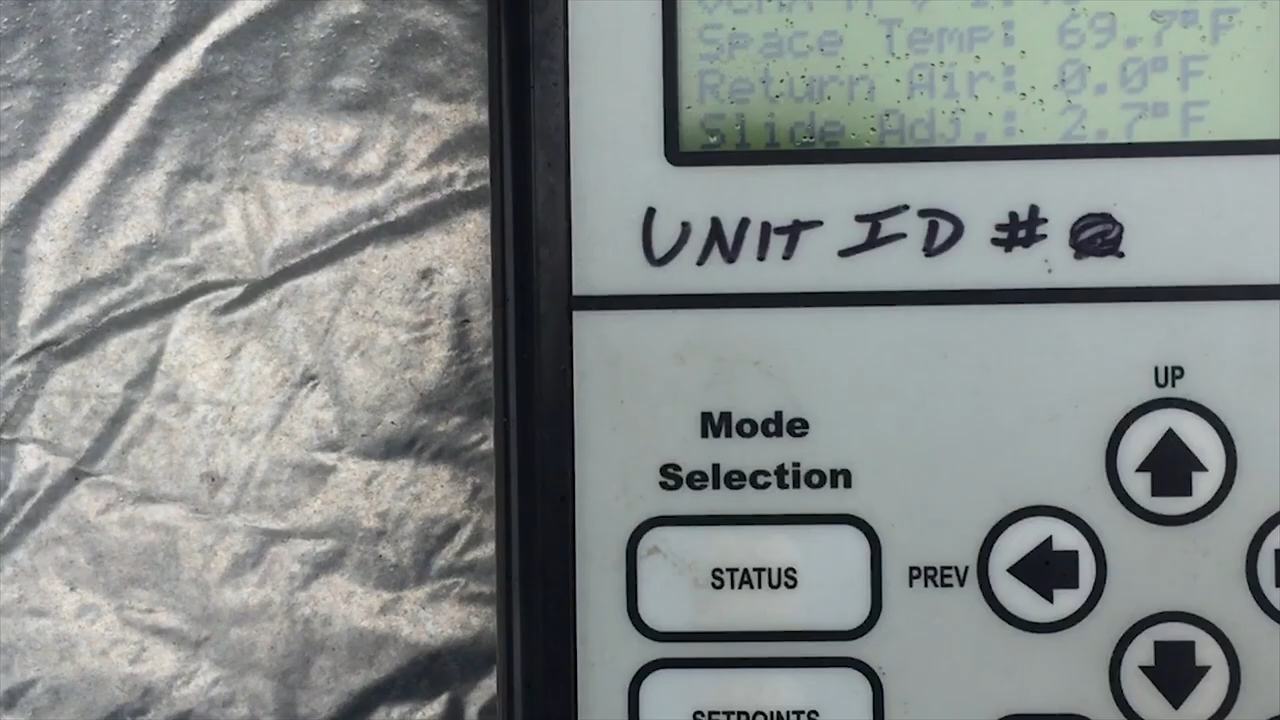 Space Temp: 69.7°F
Return Air: 0.0°F
Slide Adj.: 2.7°F
UNIT ID #
UP
Mode
Selection
STATUS
PREV
SETPOINTS